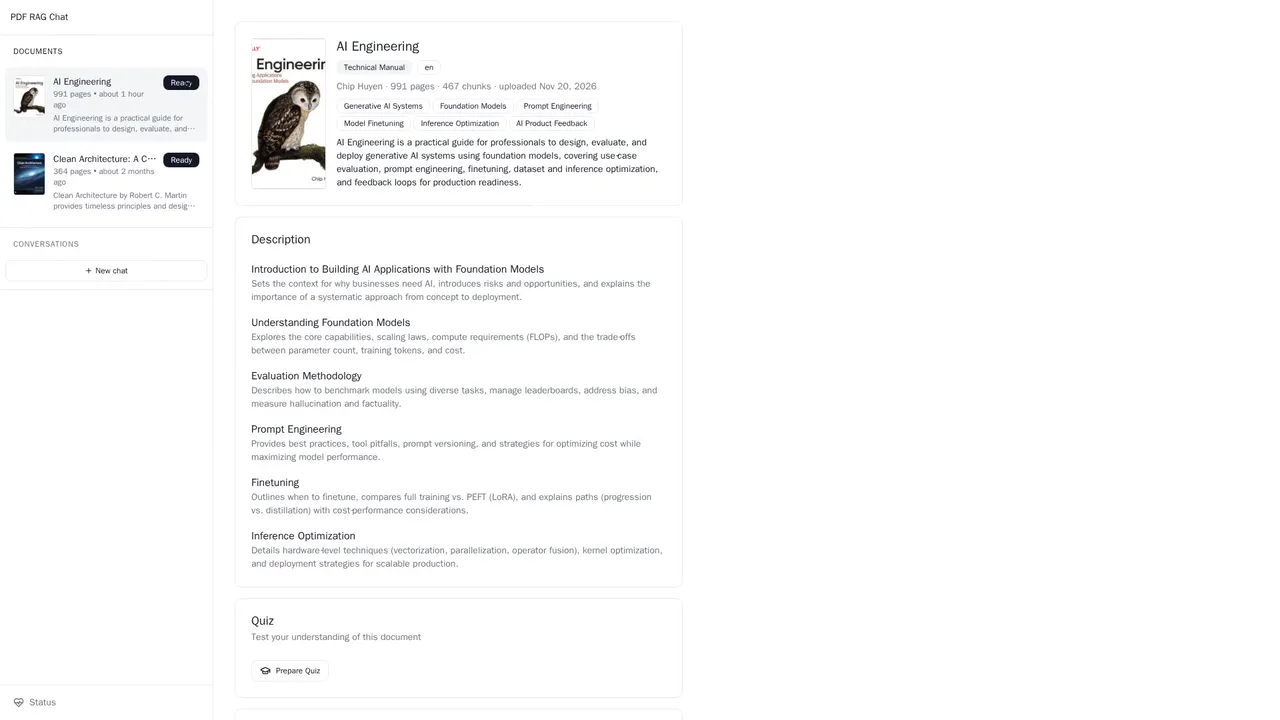 PDF RAG Chat
DOCUMENTS
AI Engineering
Ready
991 pages • about 1 hour
ago
AI Engineering is a practical guide for
professionals to design, evaluate, and···
Clean Architecture: A C···
Ready
364 pages • about 2 months
ago
Clean Architecture by Robert C. Martin
provides timeless principles and desig···
CONVERSATIONS
+ New chat
Status
Engineerin
g Applications
oundation Models
Chip
AI Engineering
Technical Manual
en
Chip Huyen · 991 pages · 467 chunks · uploaded Nov 20, 2026
Generative AI Systems
Foundation Models
Prompt Engineering
Model Finetuning
Inference Optimization
AI Product Feedback
AI Engineering is a practical guide for professionals to design, evaluate, and
deploy generative AI systems using foundation models, covering use-case
evaluation, prompt engineering, finetuning, dataset and inference optimization,
and feedback loops for production readiness.
Description
Introduction to Building AI Applications with Foundation Models
Sets the context for why businesses need AI, introduces risks and opportunities, and explains the
importance of a systematic approach from concept to deployment.
Understanding Foundation Models
Explores the core capabilities, scaling laws, compute requirements (FLOPs), and the trade-offs
between parameter count, training tokens, and cost.
Evaluation Methodology
Describes how to benchmark models using diverse tasks, manage leaderboards, address bias, and
measure hallucination and factuality.
Prompt Engineering
Provides best practices, tool pitfalls, prompt versioning, and strategies for optimizing cost while
maximizing model performance.
Finetuning
Outlines when to finetune, compares full training vs. PEFT (LoRA), and explains paths (progression
vs. distillation) with cost-performance considerations.
Inference Optimization
Details hardware-level techniques (vectorization, parallelization, operator fusion), kernel optimization,
and deployment strategies for scalable production.
Quiz
Test your understanding of this document
Prepare Quiz